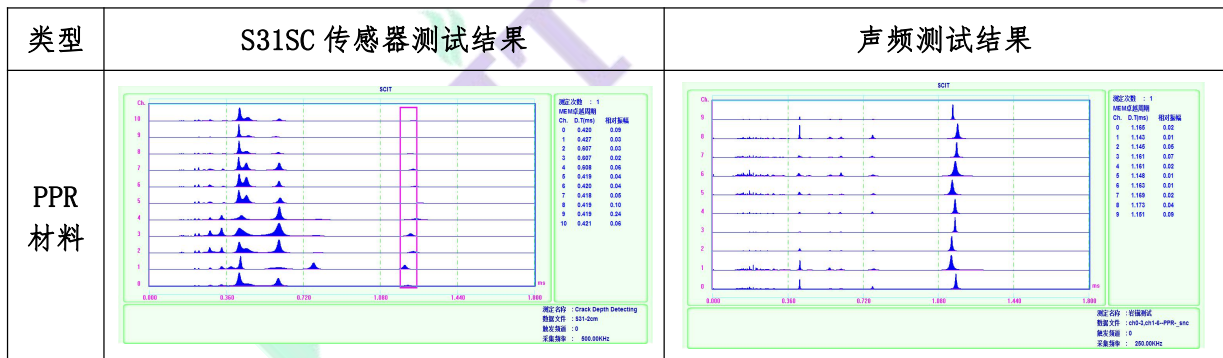 类型
S31SC 传感器测试结果
声频测试结果
PPR
材料
SCIT
Ch.
10
9
8
7
6
5
4
3
2
1
0
0.000 0.360 0.720 1.080 1.440 1.800
ms
测定次数 : 1
MEM卓越周期
Ch. D.T(ms) 相对振幅
0 0.420 0.09
1 0.427 0.03
2 0.607 0.03
3 0.607 0.02
4 0.608 0.06
5 0.419 0.04
6 0.420 0.04
7 0.418 0.05
8 0.419 0.10
9 0.419 0.24
10 0.421 0.06
测定名称 : Crack Depth Detecting
数据文件 : S31-2cm
触发频道 : 0
采集频率 : 500.00KHz
SCIT
Ch.
9
8
7
6
5
4
3
2
1
0
0.000 0.360 0.720 1.080 1.440 1.800
ms
测定次数 : 1
MEM卓越周期
Ch. D.T(ms) 相对振幅
0 1.165 0.02
1 1.143 0.01
2 1.145 0.05
3 1.161 0.07
4 1.161 0.02
5 1.148 0.01
6 1.163 0.01
7 1.169 0.02
8 1.173 0.04
9 1.151 0.09
测定名称 : 岩锚测试
数据文件 : ch0-3,ch1-6--PPR-_snc
触发频道 : 0
采集频率 : 250.00KHz